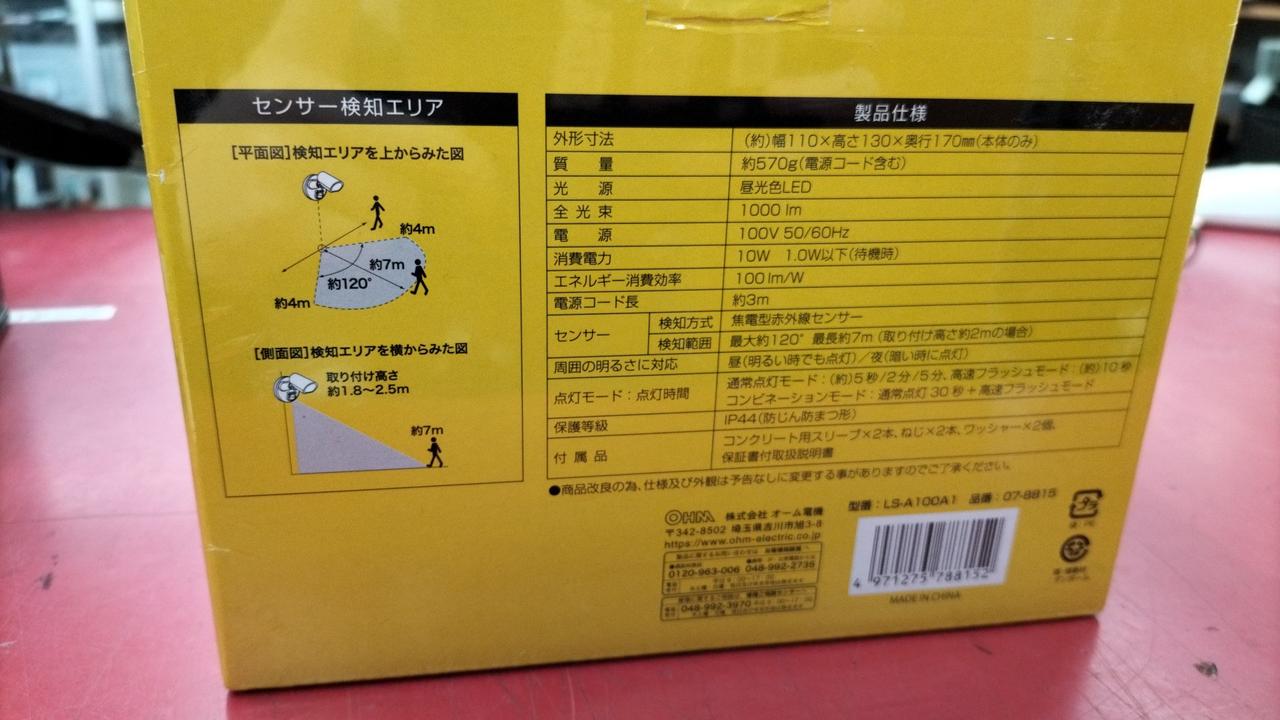 センサー検知エリア
[平面図]検知エリアを上からみた図
約4m
約7m
約120°
約4m
[側面図]検知エリアを横からみた図
取り付け高さ
約1.8〜2.5m
約7m
製品仕様
外形寸法 (約)幅110×高さ130×奥行170㎜(本体のみ)
質量 約570g(電源コード含む)
光源 昼光色LED
全光束 1000 lm
電源 100V 50/60Hz
消費電力 10W 1.0W以下(待機時)
エネルギー消費効率 100 lm/W
電源コード長 約3m
センサー 検知方式 焦電型赤外線センサー
検知範囲 最大約120° 最長約7m(取り付け高さ約2mの場合)
周囲の明るさに対応 昼(明るい時でも点灯)/夜(暗い時に点灯)
点灯モード:点灯時間 通常点灯モード:(約)5秒/2分/5分、高速フラッシュモード:(約)10秒
コンビネーションモード:通常点灯30秒+高速フラッシュモード
保護等級 IP44(防じん防まつ形)
付属品 コンクリート用スリーブ×2本、ねじ×2本、ワッシャー×2個、
保証書付取扱説明書
●商品改良の為、仕様及び外観は予告なしに変更する事がありますのでご了承ください。
OHM 株式会社 オーム電機
〒342-8502 埼玉県吉川市旭3-8
https://www.ohm-electric.co.jp
0120-963-006 048-992-2735
048-992-3970
型番:LS-A100A1 品番:07-8815
4 971275 788152
MADE IN CHINA
プラ